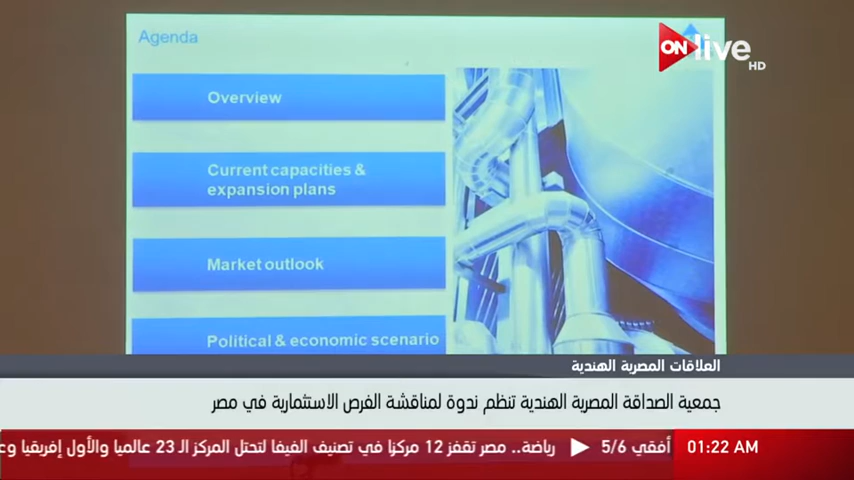 Agenda
ON live
HD
Overview
Current capacities &
expansion plans
Market outlook
Political & economic scenario
العلاقات المصرية الهندية
جمعية الصداقة المصرية الهندية تنظم ندوة لمناقشة الفرص الاستثمارية في مصر
01:22 AM
أفقي 5/6 رياضة.. مصر تقفز 12 مركزا في تصنيف الفيفا لتحتل المركز الـ 23 عالميا والأول إفريقيا وع